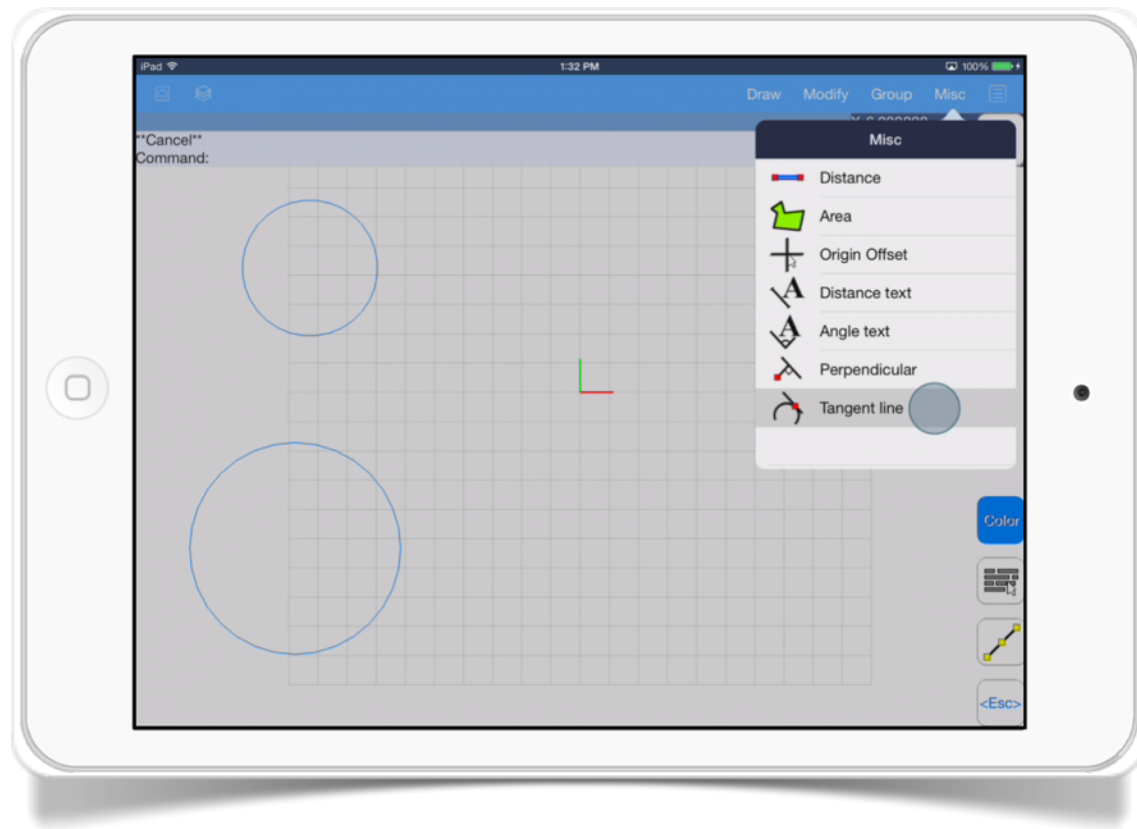 iPad
1:32 PM
100%
Draw Modify Group Misc
**Cancel**
Command:
Misc
Distance
Area
Origin Offset
Distance text
Angle text
Perpendicular
Tangent line
Color
<Esc>